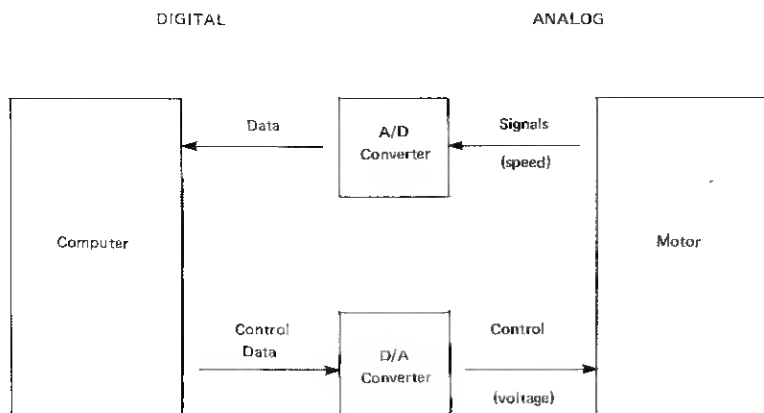 DIGITAL ANALOG
Data
A/D
Converter
Signals
(speed)
Computer
Motor
Control
Data
D/A
Converter
Control
(voltage)